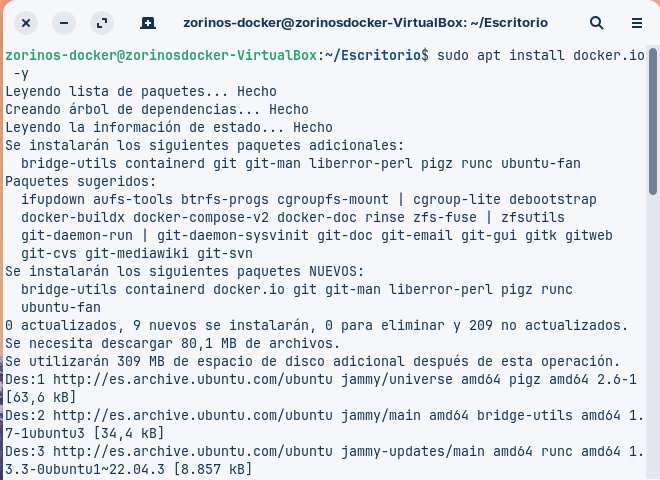 zorinos-docker@zorinosdocker-VirtualBox: ~/Escritorio
zorinos-docker@zorinosdocker-VirtualBox:~/Escritorio$ sudo apt install docker.io
 -y
Leyendo lista de paquetes... Hecho
Creando árbol de dependencias... Hecho
Leyendo la información de estado... Hecho
Se instalarán los siguientes paquetes adicionales:
  bridge-utils containerd git git-man liberror-perl pigz runc ubuntu-fan
Paquetes sugeridos:
  ifupdown aufs-tools btrfs-progs cgroupfs-mount | cgroup-lite debootstrap
  docker-buildx docker-compose-v2 docker-doc rinse zfs-fuse | zfsutils
  git-daemon-run | git-daemon-sysvinit git-doc git-email git-gui gitk gitweb
  git-cvs git-mediawiki git-svn
Se instalarán los siguientes paquetes NUEVOS:
  bridge-utils containerd docker.io git git-man liberror-perl pigz runc
  ubuntu-fan
0 actualizados, 9 nuevos se instalarán, 0 para eliminar y 209 no actualizados.
Se necesita descargar 80,1 MB de archivos.
Se utilizarán 309 MB de espacio de disco adicional después de esta operación.
Des:1 http://es.archive.ubuntu.com/ubuntu jammy/universe amd64 pigz amd64 2.6-1
[63,6 kB]
Des:2 http://es.archive.ubuntu.com/ubuntu jammy/main amd64 bridge-utils amd64 1.
7-1ubuntu3 [34,4 kB]
Des:3 http://es.archive.ubuntu.com/ubuntu jammy-updates/main amd64 runc amd64 1.
3.3-0ubuntu1~22.04.3 [8.857 kB]